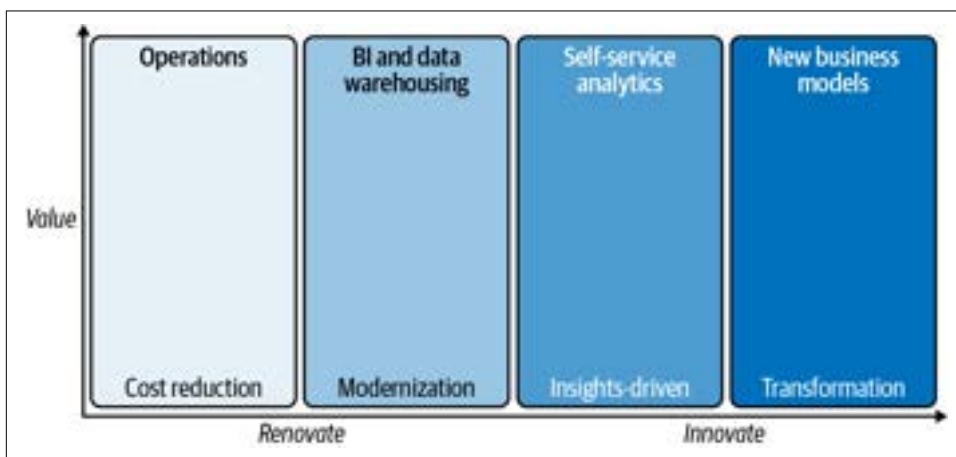 Operations
BI and data
warehousing
Self-service
analytics
New business
models
Value
Cost reduction
Modernization
Insights-driven
Transformation
Renovate
Innovate